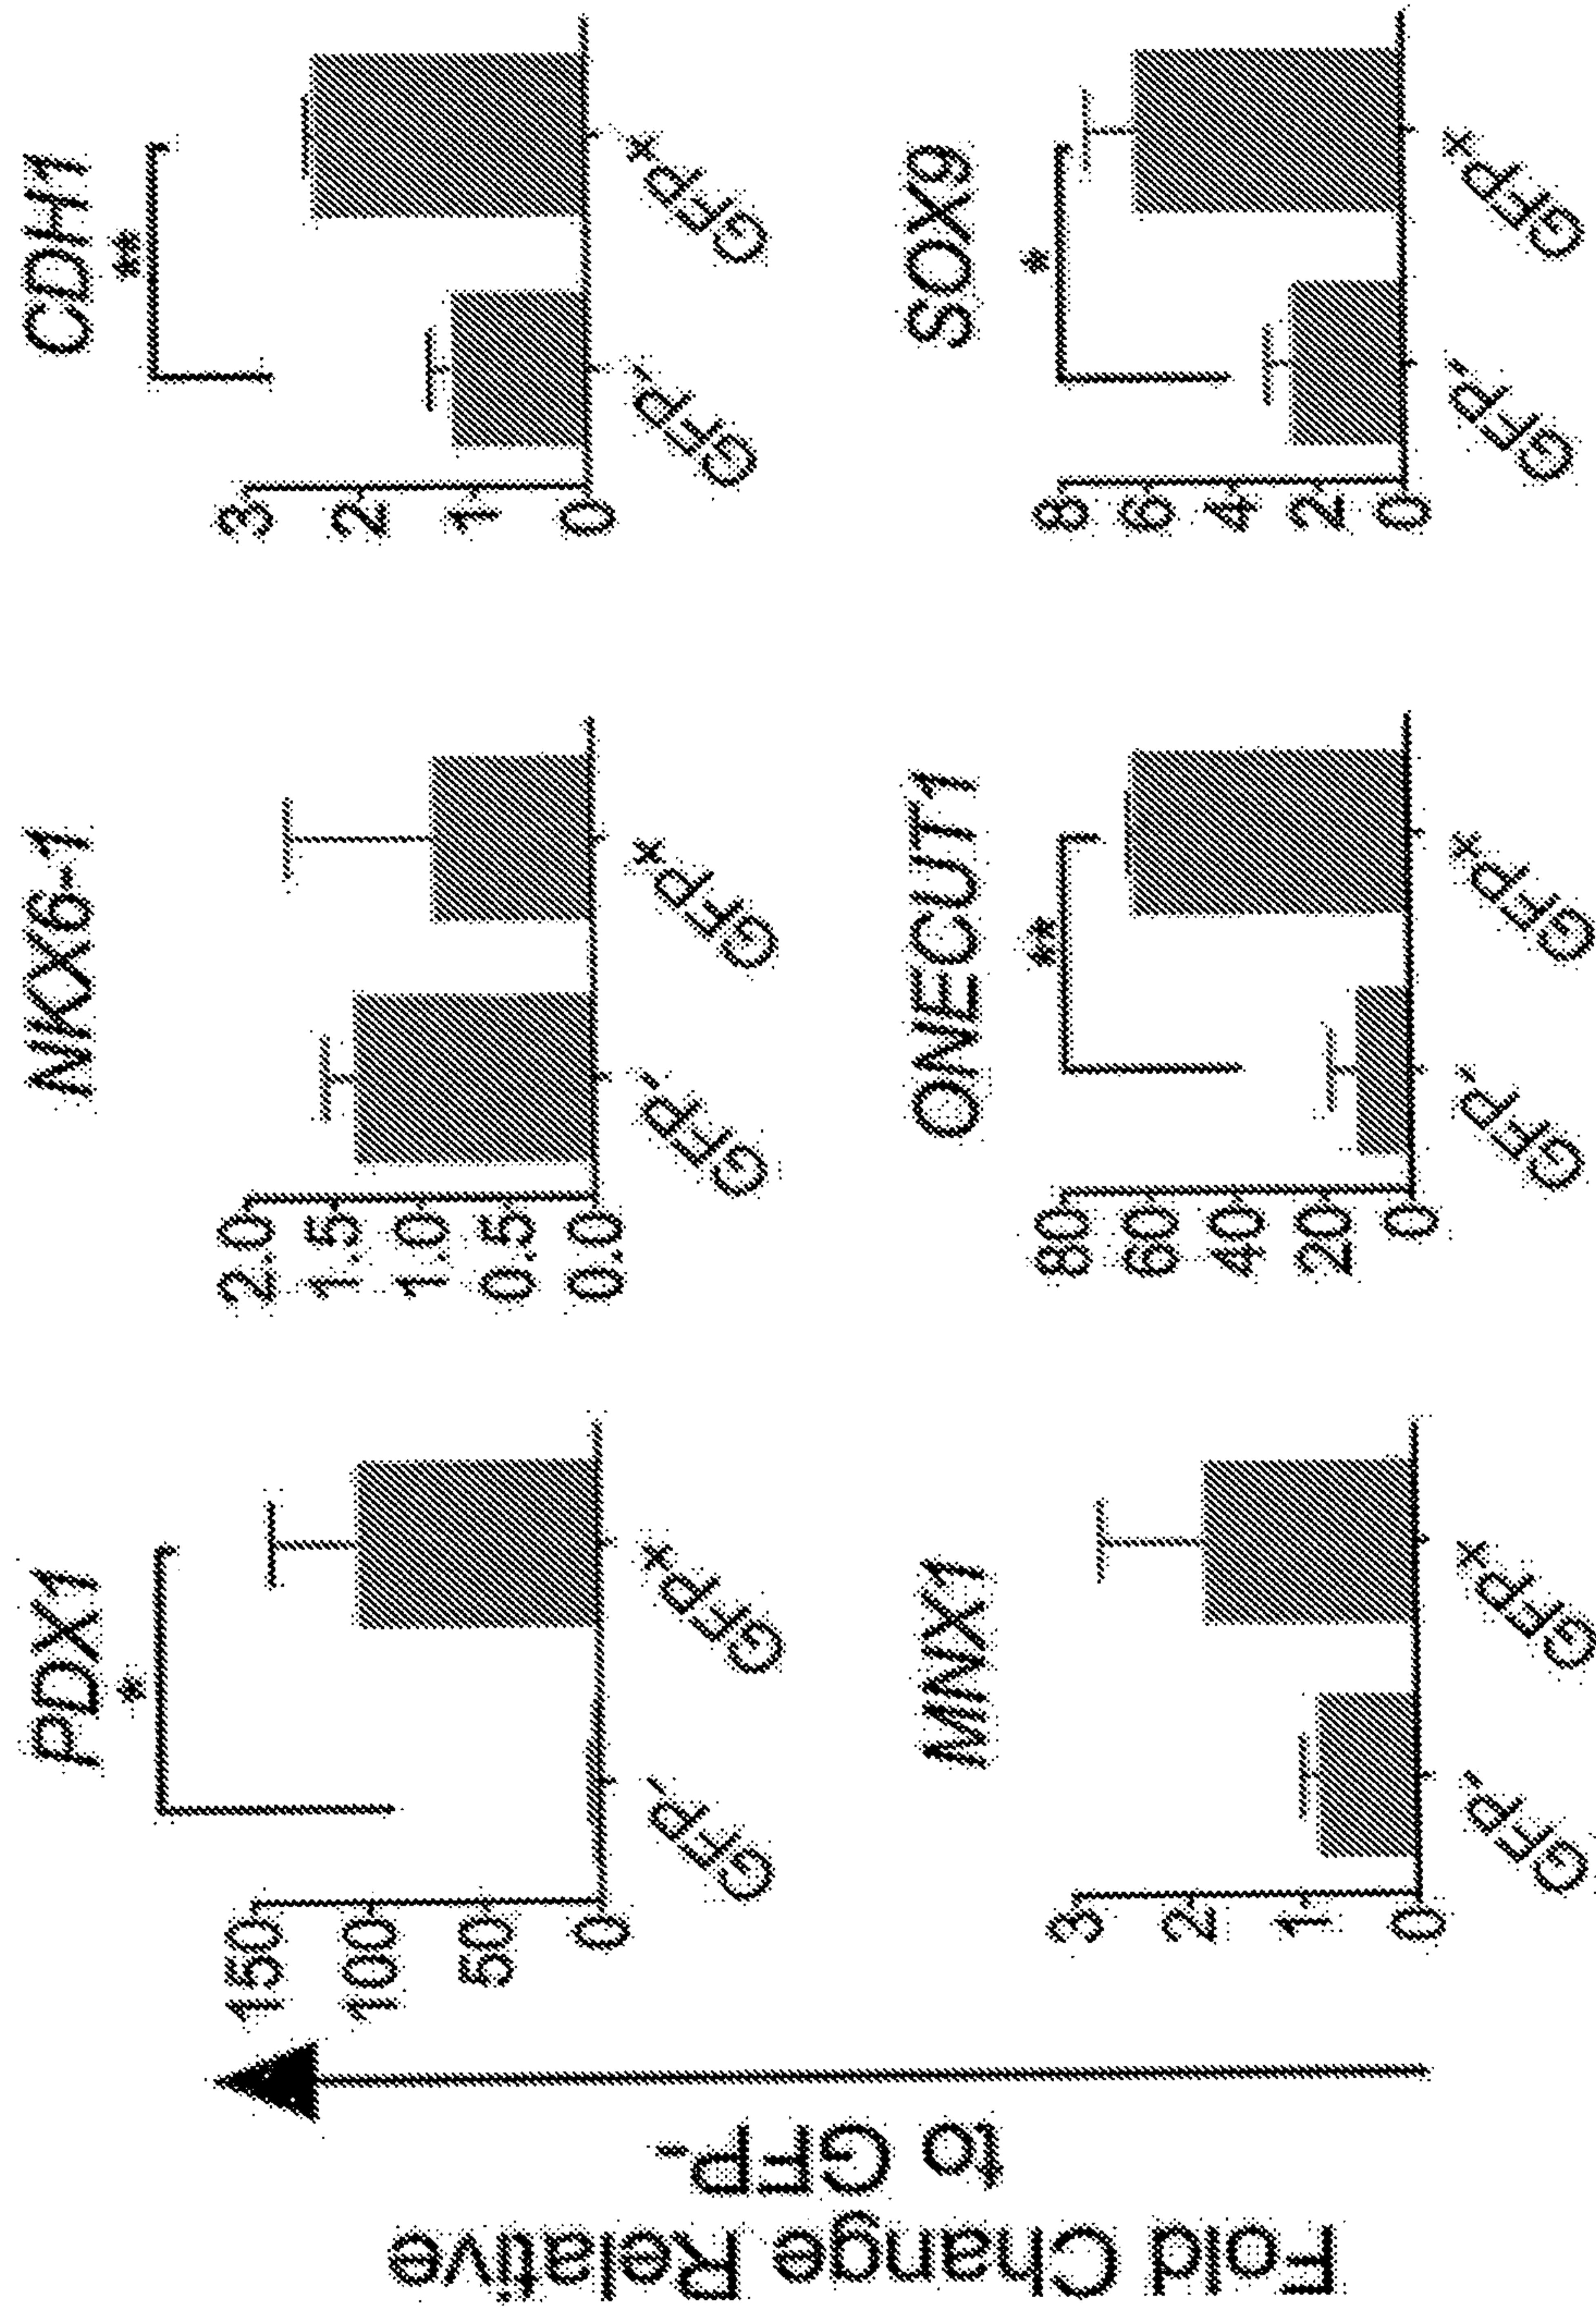 Fold Change Relative
to GFP-
PDX1
*
150
100
50
0
GFP-
GFP+
NKX6-1
2.0
1.5
1.0
0.5
0.0
GFP-
GFP+
CDH1
**
3
2
1
0
GFP-
GFP+
MNX1
3
2
1
0
GFP-
GFP+
ONECUT1
**
80
60
40
20
0
GFP-
GFP+
SOX9
*
8
6
4
2
0
GFP-
GFP+